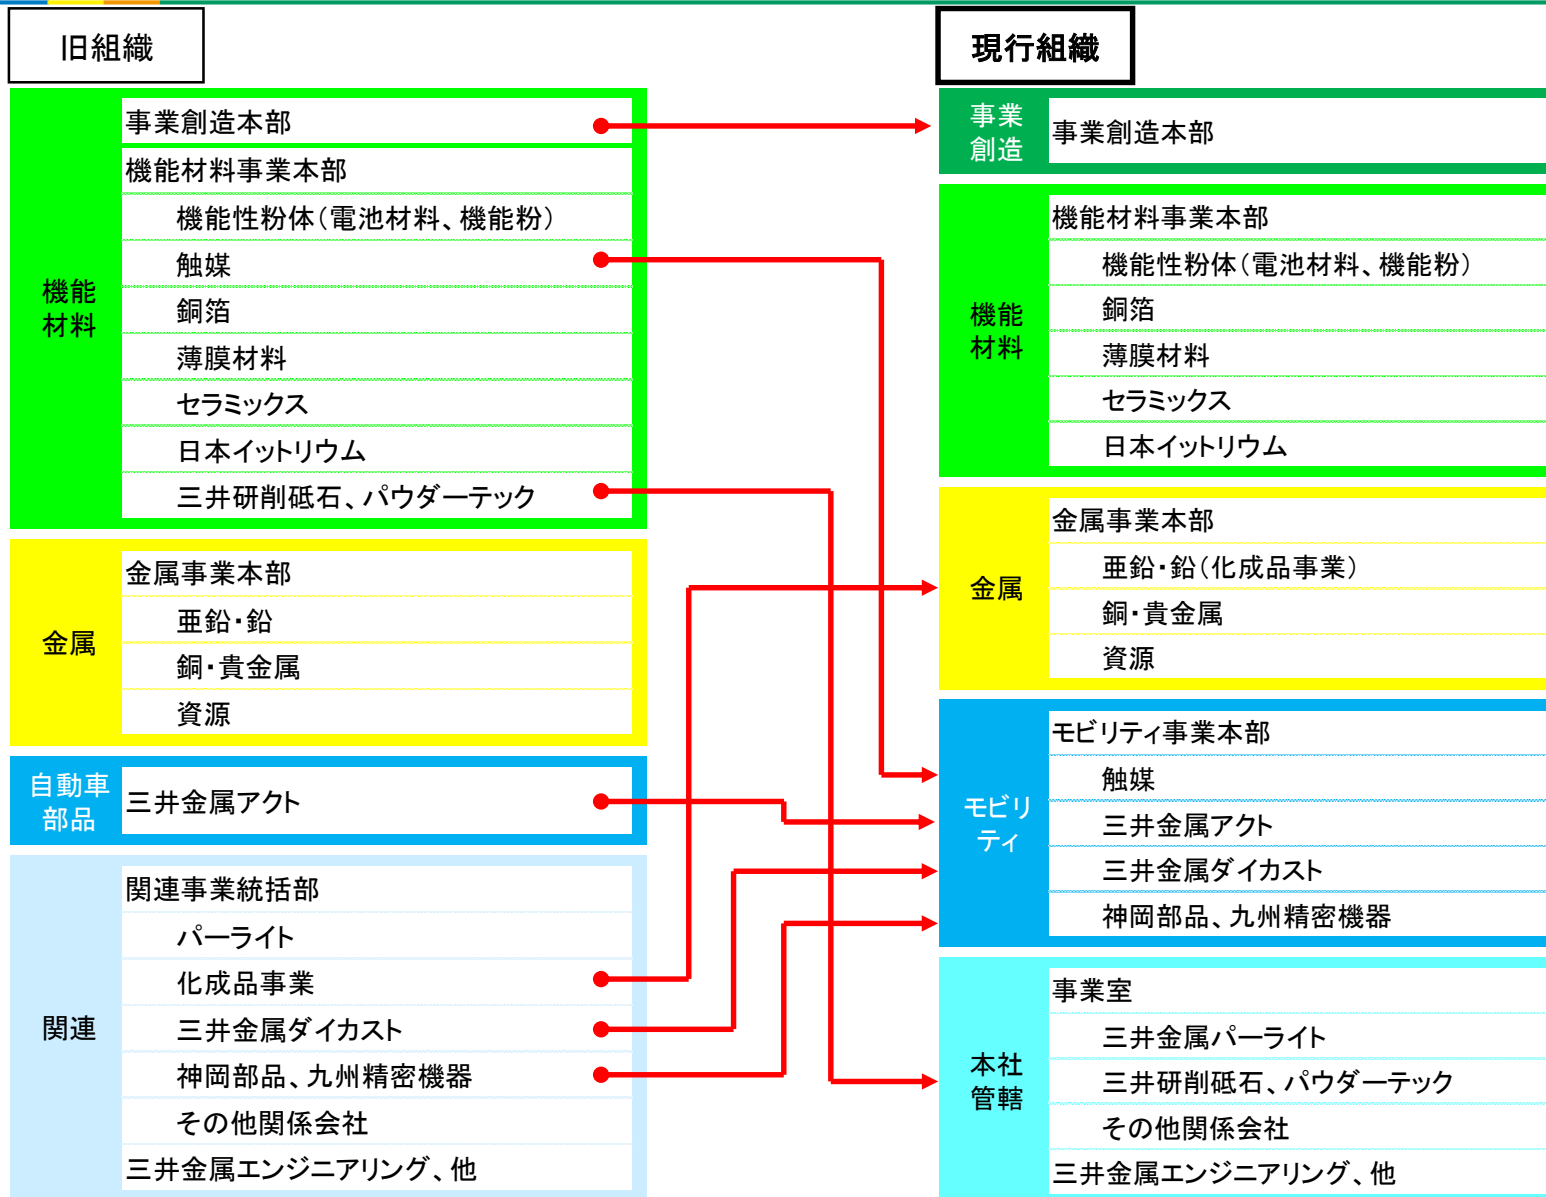 旧組織
機能
材料
事業創造本部
機能材料事業本部
機能性粉体（電池材料、機能粉）
触媒
銅箔
薄膜材料
セラミックス
日本イットリウム
三井研削砥石、パウダーテック
金属
金属事業本部
亜鉛・鉛
銅・貴金属
資源
自動車
部品
三井金属アクト
関連
関連事業統括部
パーライト
化成品事業
三井金属ダイカスト
神岡部品、九州精密機器
その他関係会社
三井金属エンジニアリング、他
現行組織
事業
創造
事業創造本部
機能
材料
機能材料事業本部
機能性粉体（電池材料、機能粉）
銅箔
薄膜材料
セラミックス
日本イットリウム
金属
金属事業本部
亜鉛・鉛（化成品事業）
銅・貴金属
資源
モビリ
ティ
モビリティ事業本部
触媒
三井金属アクト
三井金属ダイカスト
神岡部品、九州精密機器
本社
管轄
事業室
三井金属パーライト
三井研削砥石、パウダーテック
その他関係会社
三井金属エンジニアリング、他